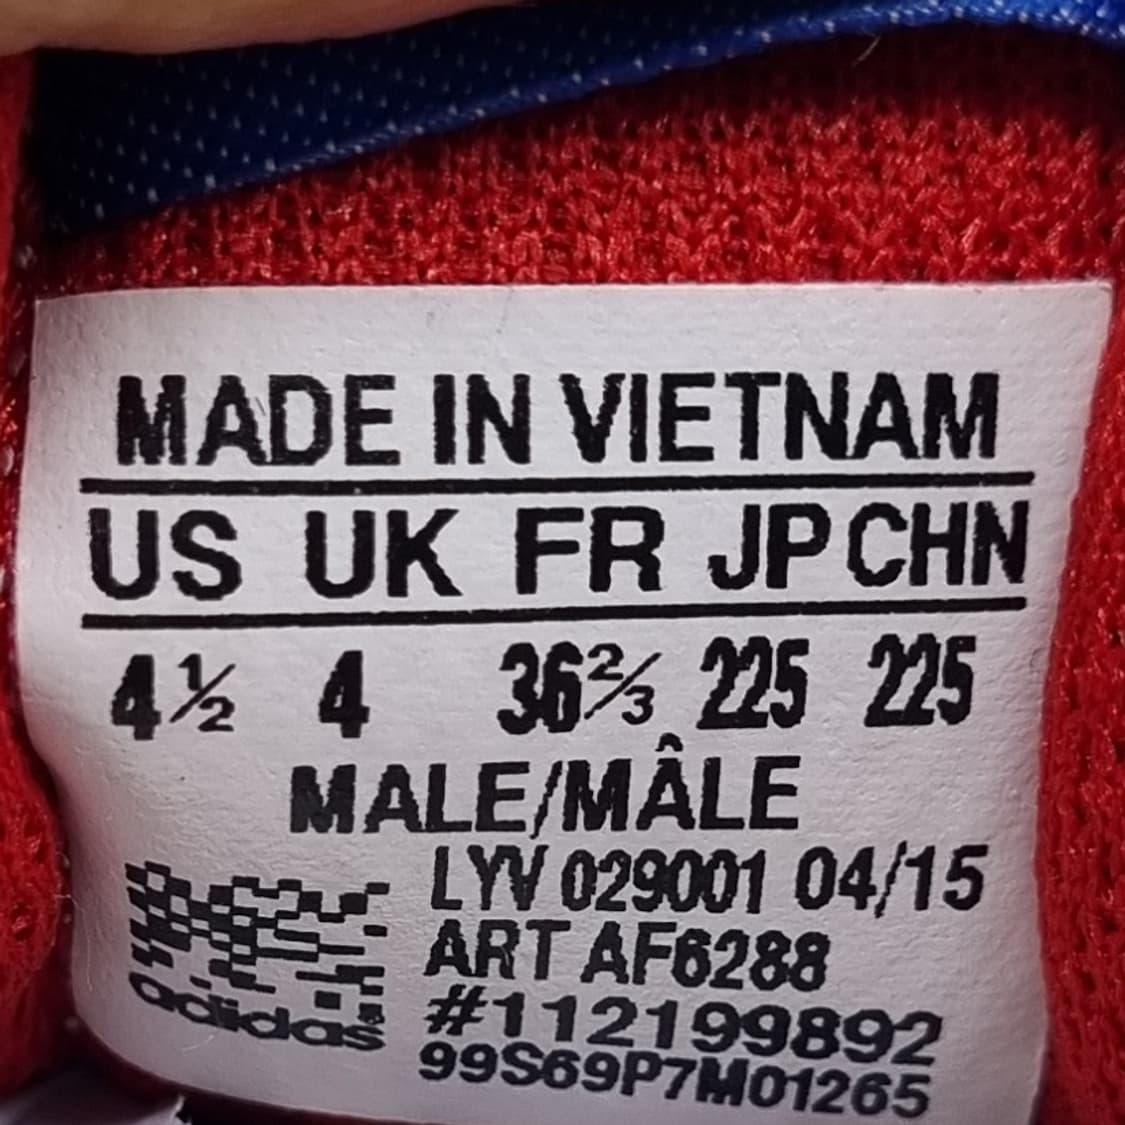 MADE IN VIETNAM
US UK FR JP CHN
4½ 4 36⅔ 225 225
MALE/MÂLE
LYV 029001 04/15
ART AF6288
#112199892
99S69P7M01265
adidas®